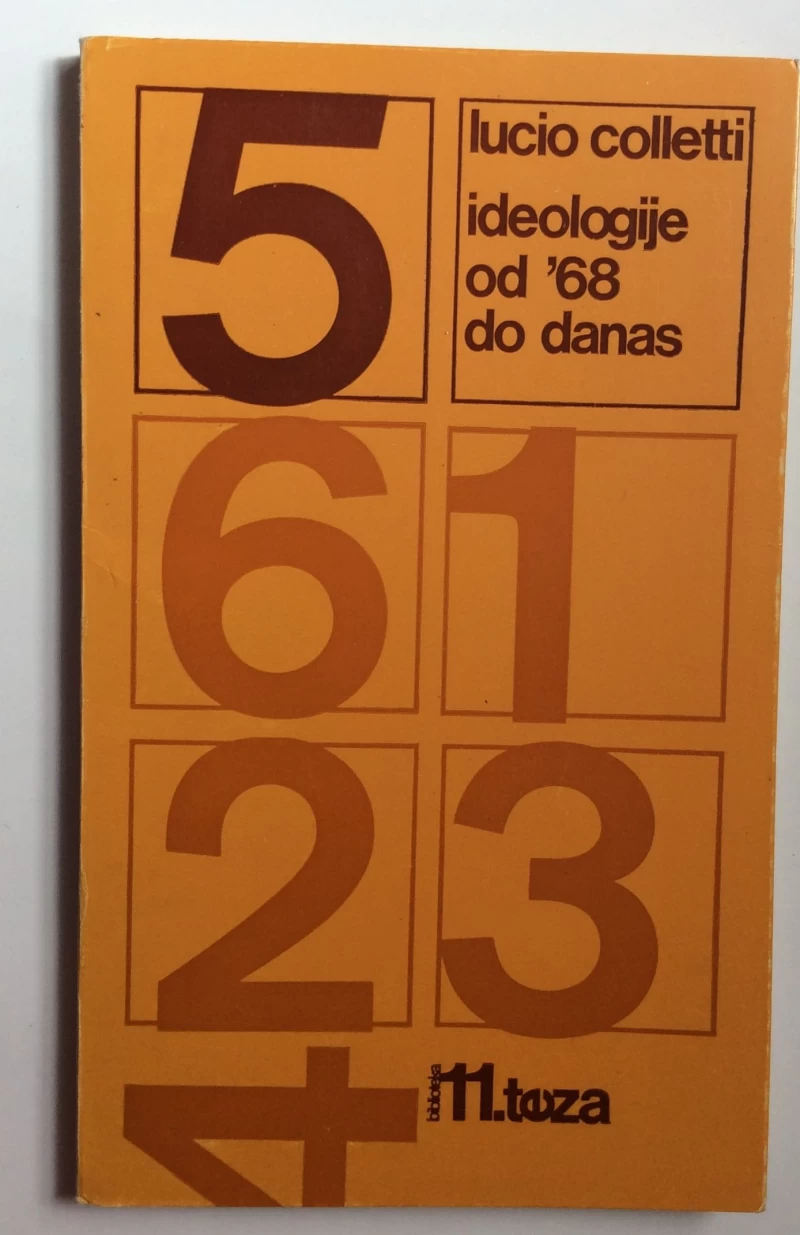 5
lucio colletti
ideologije
od '68
do danas
6 1
2 3
4
biblioteka 11.teza